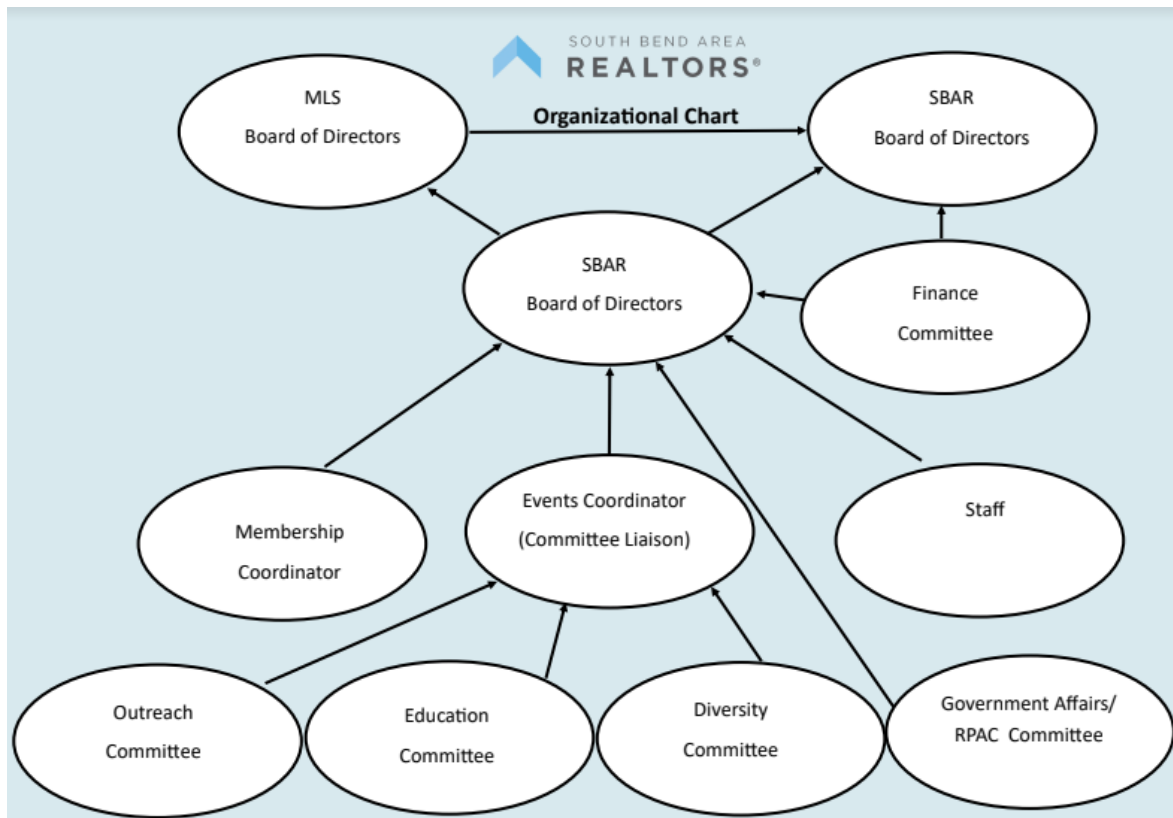 SOUTH BEND AREA
REALTORS®
Organizational Chart
MLS
Board of Directors
SBAR
Board of Directors
SBAR
Board of Directors
Finance
Committee
Membership
Coordinator
Events Coordinator
(Committee Liaison)
Staff
Outreach
Committee
Education
Committee
Diversity
Committee
Government Affairs/
RPAC Committee